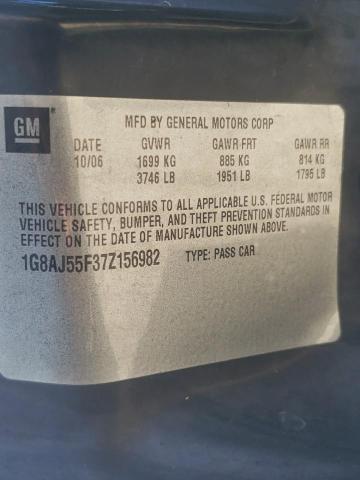 GM
MFD BY GENERAL MOTORS CORP
DATE GVWR GAWR FRT GAWR RR
10/06 1699 KG 885 KG 814 KG
3746 LB 1951 LB 1795 LB
THIS VEHICLE CONFORMS TO ALL APPLICABLE U.S. FEDERAL MOTOR
VEHICLE SAFETY, BUMPER, AND THEFT PREVENTION STANDARDS IN
EFFECT ON THE DATE OF MANUFACTURE SHOWN ABOVE.
1G8AJ55F37Z156982 TYPE: PASS CAR